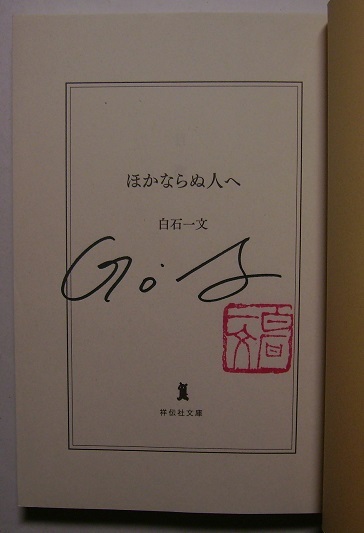 ほかならぬ人へ
白石一文
祥伝社文庫